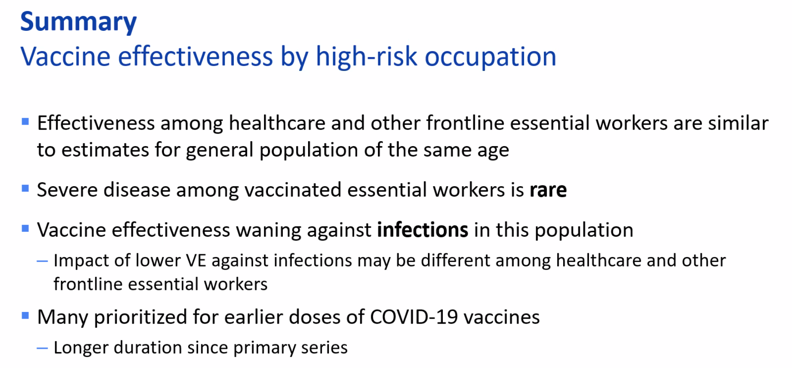 Summary
Vaccine effectiveness by high-risk occupation
▪ Effectiveness among healthcare and other frontline essential workers are similar
to estimates for general population of the same age
▪ Severe disease among vaccinated essential workers is rare
▪ Vaccine effectiveness waning against infections in this population
– Impact of lower VE against infections may be different among healthcare and other
frontline essential workers
▪ Many prioritized for earlier doses of COVID-19 vaccines
– Longer duration since primary series